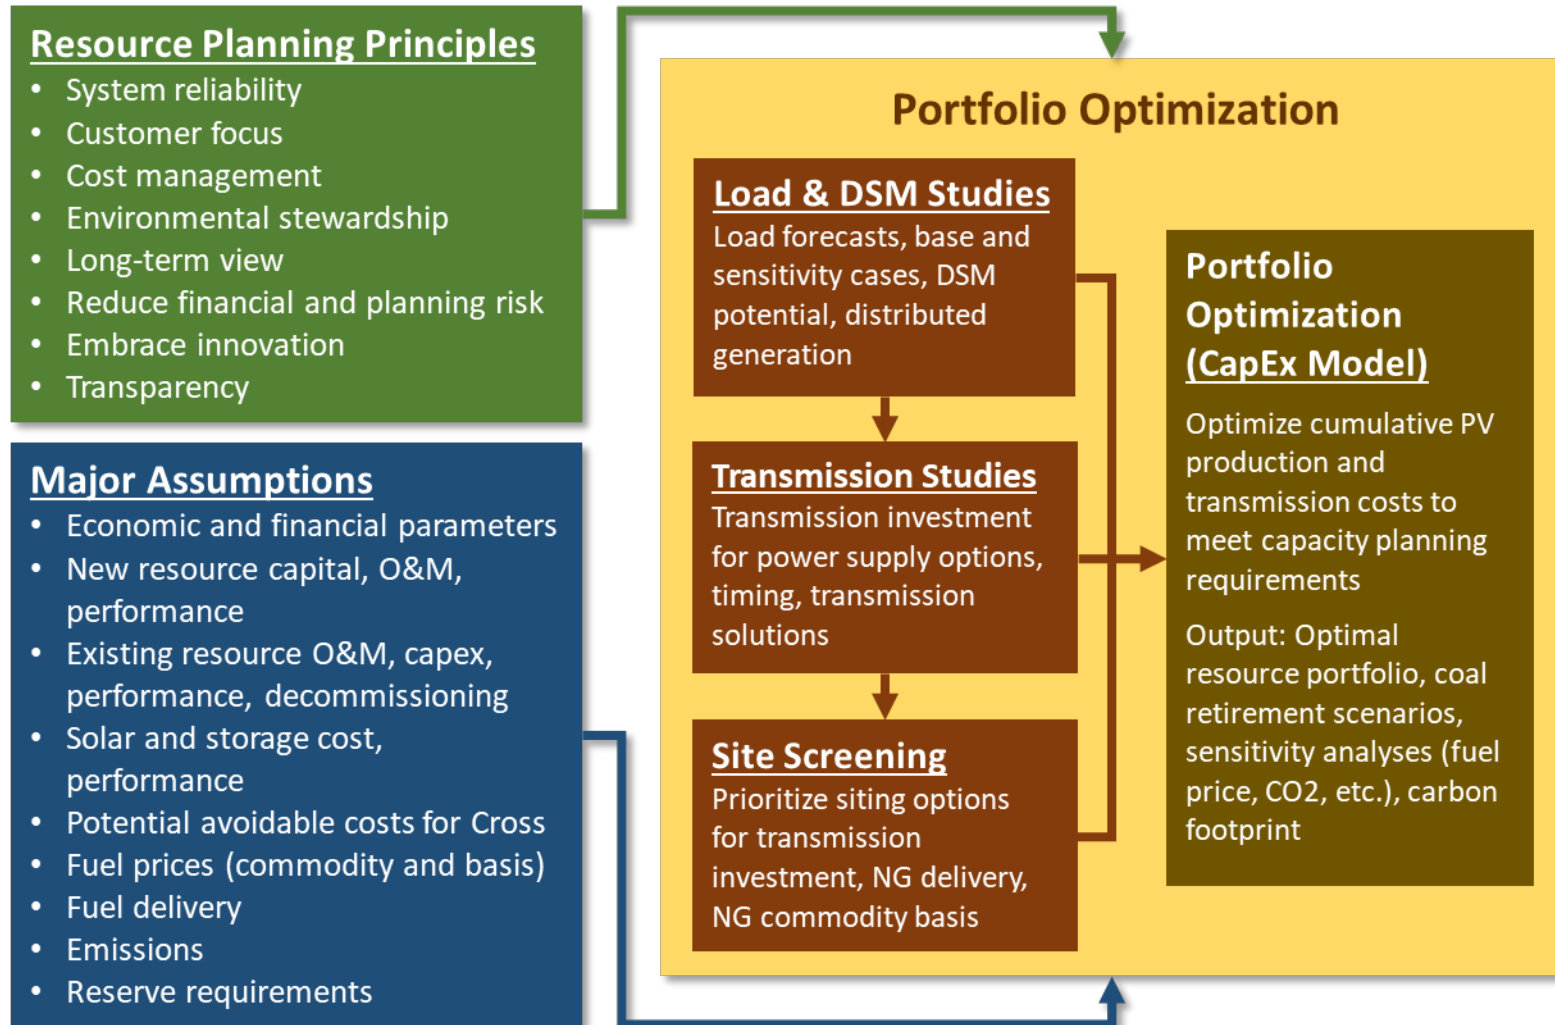 Resource Planning Principles
• System reliability
• Customer focus
• Cost management
• Environmental stewardship
• Long-term view
• Reduce financial and planning risk
• Embrace innovation
• Transparency
Major Assumptions
• Economic and financial parameters
• New resource capital, O&M,
performance
• Existing resource O&M, capex,
performance, decommissioning
• Solar and storage cost,
performance
• Potential avoidable costs for Cross
• Fuel prices (commodity and basis)
• Fuel delivery
• Emissions
• Reserve requirements
Portfolio Optimization
Load & DSM Studies
Load forecasts, base and
sensitivity cases, DSM
potential, distributed
generation
Transmission Studies
Transmission investment
for power supply options,
timing, transmission
solutions
Site Screening
Prioritize siting options
for transmission
investment, NG delivery,
NG commodity basis
Portfolio
Optimization
(CapEx Model)
Optimize cumulative PV
production and
transmission costs to
meet capacity planning
requirements
Output: Optimal
resource portfolio, coal
retirement scenarios,
sensitivity analyses (fuel
price, CO2, etc.), carbon
footprint